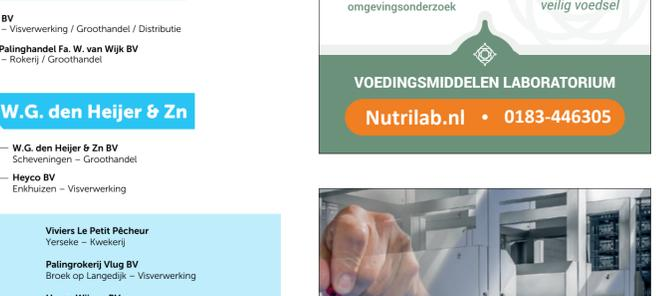 BV
– Visverwerking / Groothandel / Distributie
Palinghandel Fa. W. van Wijk BV
– Rokerij / Groothandel
W.G. den Heijer & Zn
W.G. den Heijer & Zn BV
Scheveningen – Groothandel
Heyco BV
Enkhuizen – Visverwerking
Viviers Le Petit Pêcheur
Yerseke – Kwekerij
Palingrokerij Vlug BV
Broek op Langedijk – Visverwerking
omgevingsonderzoek
veilig voedsel
VOEDINGSMIDDELEN LABORATORIUM
Nutrilab.nl • 0183-446305